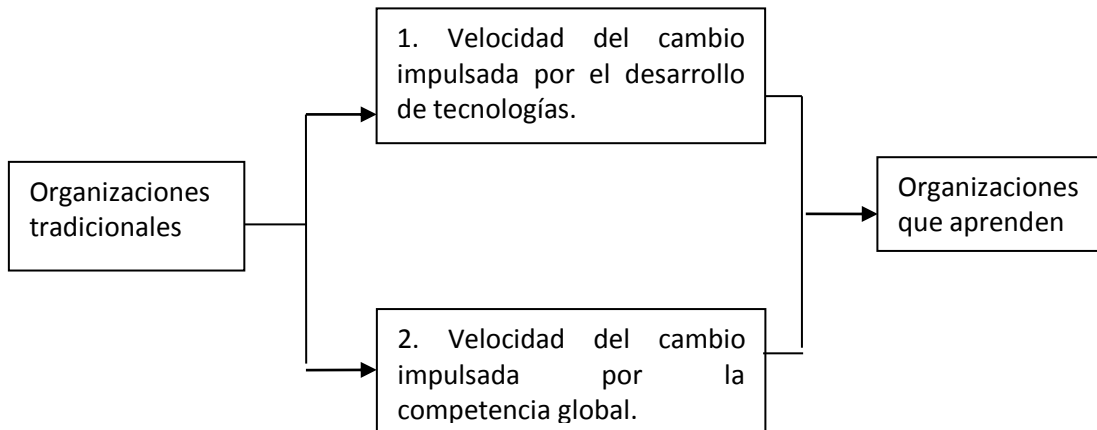 1. Velocidad del cambio
impulsada por el desarrollo
de tecnologías.
Organizaciones
tradicionales
Organizaciones
que aprenden
2. Velocidad del cambio
impulsada por la
competencia global.